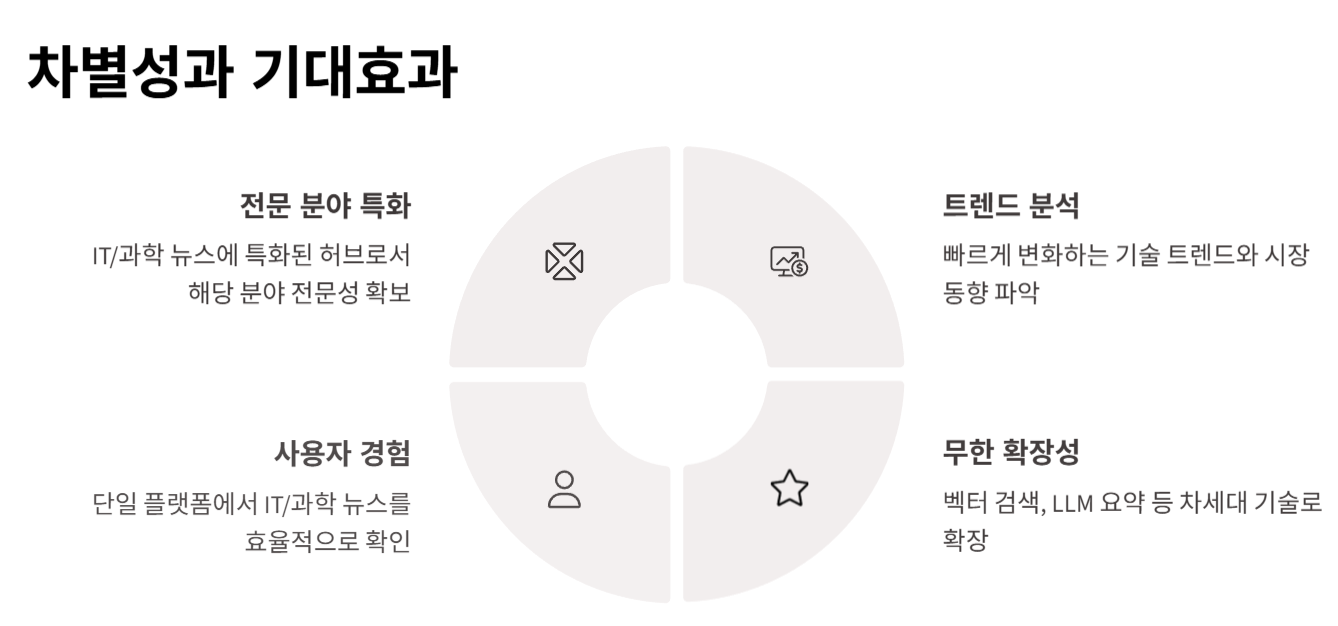 차별성과 기대효과
전문 분야 특화
IT/과학 뉴스에 특화된 허브로서
해당 분야 전문성 확보
트렌드 분석
빠르게 변화하는 기술 트렌드와 시장
동향 파악
사용자 경험
단일 플랫폼에서 IT/과학 뉴스를
효율적으로 확인
무한 확장성
벡터 검색, LLM 요약 등 차세대 기술로
확장